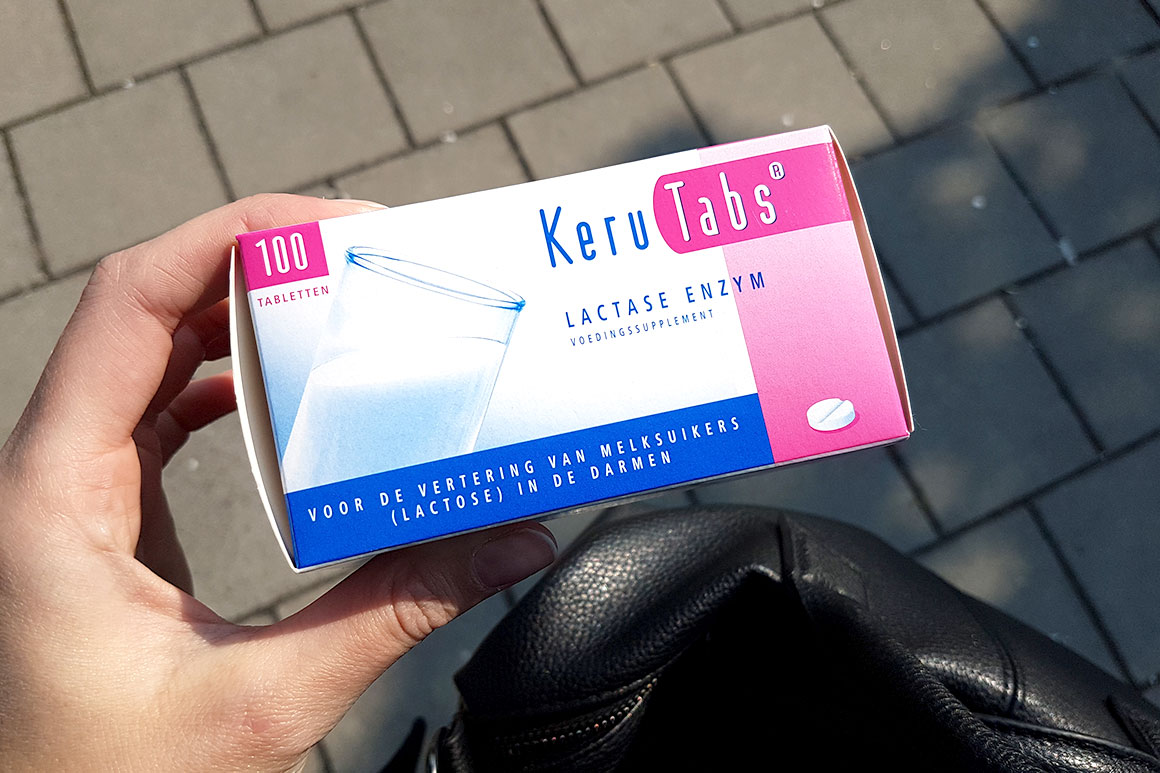 100
TABLETTEN
KeruTabs®
LACTASE ENZYM
VOEDINGSSUPPLEMENT
VOOR DE VERTERING VAN MELKSUIKERS
(LACTOSE) IN DE DARMEN